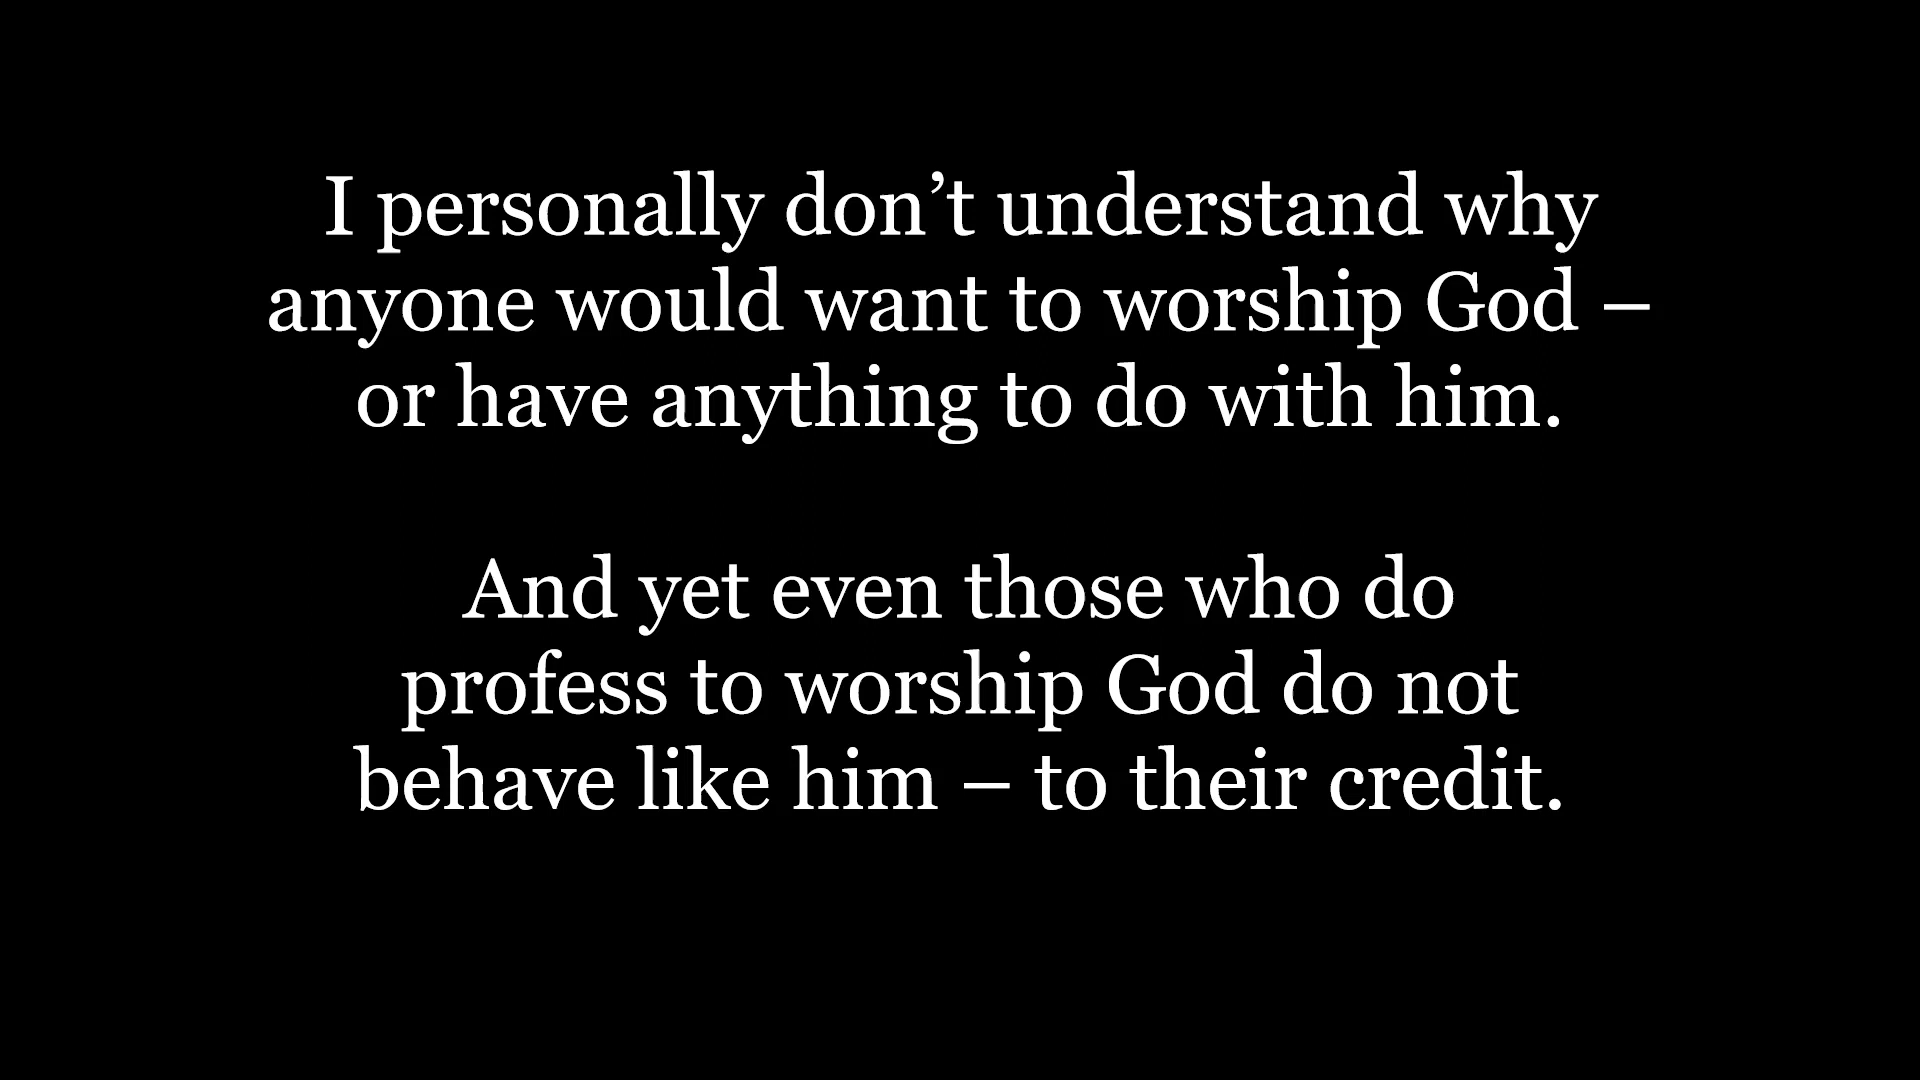 I personally don’t understand why
anyone would want to worship God –
or have anything to do with him.
And yet even those who do
profess to worship God do not
behave like him – to their credit.